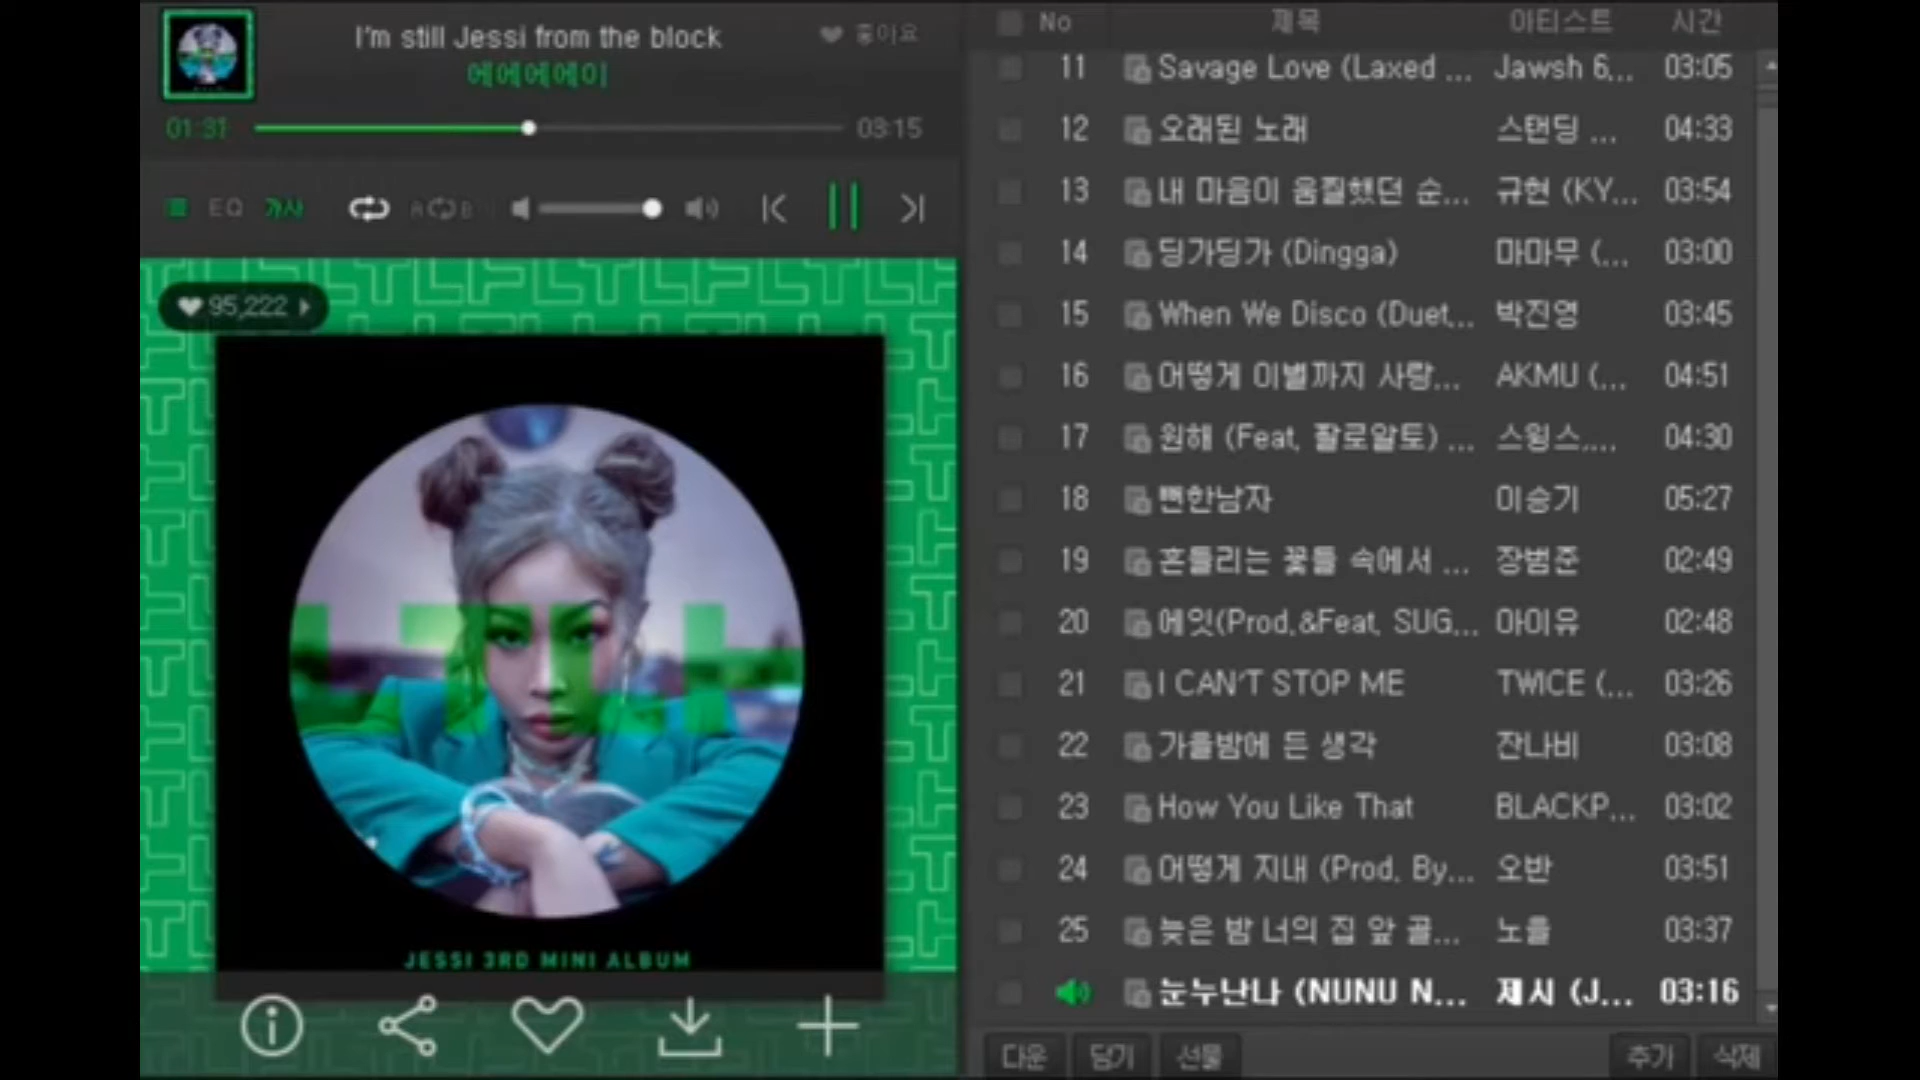 I'm still Jessi from the block
좋아요
에에에에이
01:31
03:15
EQ 가사 A B
95,222
JESSI 3RD MINI ALBUM
No 제목 아티스트 시간
11 Savage Love (Laxed ... Jawsh 6... 03:05
12 오래된 노래 스탠딩 ... 04:33
13 내 마음이 움찔했던 순... 규현 (KY... 03:54
14 딩가딩가 (Dingga) 마마무 (... 03:00
15 When We Disco (Duet... 박진영 03:45
16 어떻게 이별까지 사랑... AKMU (... 04:51
17 원해 (Feat. 팔로알토) ... 스윙스,... 04:30
18 뻔한남자 이승기 05:27
19 흔들리는 꽃들 속에서 ... 장범준 02:49
20 에잇(Prod.&Feat. SUG... 아이유 02:48
21 I CAN'T STOP ME TWICE (... 03:26
22 가을밤에 든 생각 잔나비 03:08
23 How You Like That BLACKP... 03:02
24 어떻게 지내 (Prod. By... 오반 03:51
25 늦은 밤 너의 집 앞 골... 노을 03:37
눈누난나 (NUNU N... 제시 (J... 03:16
다운 담기 선물 추가 삭제